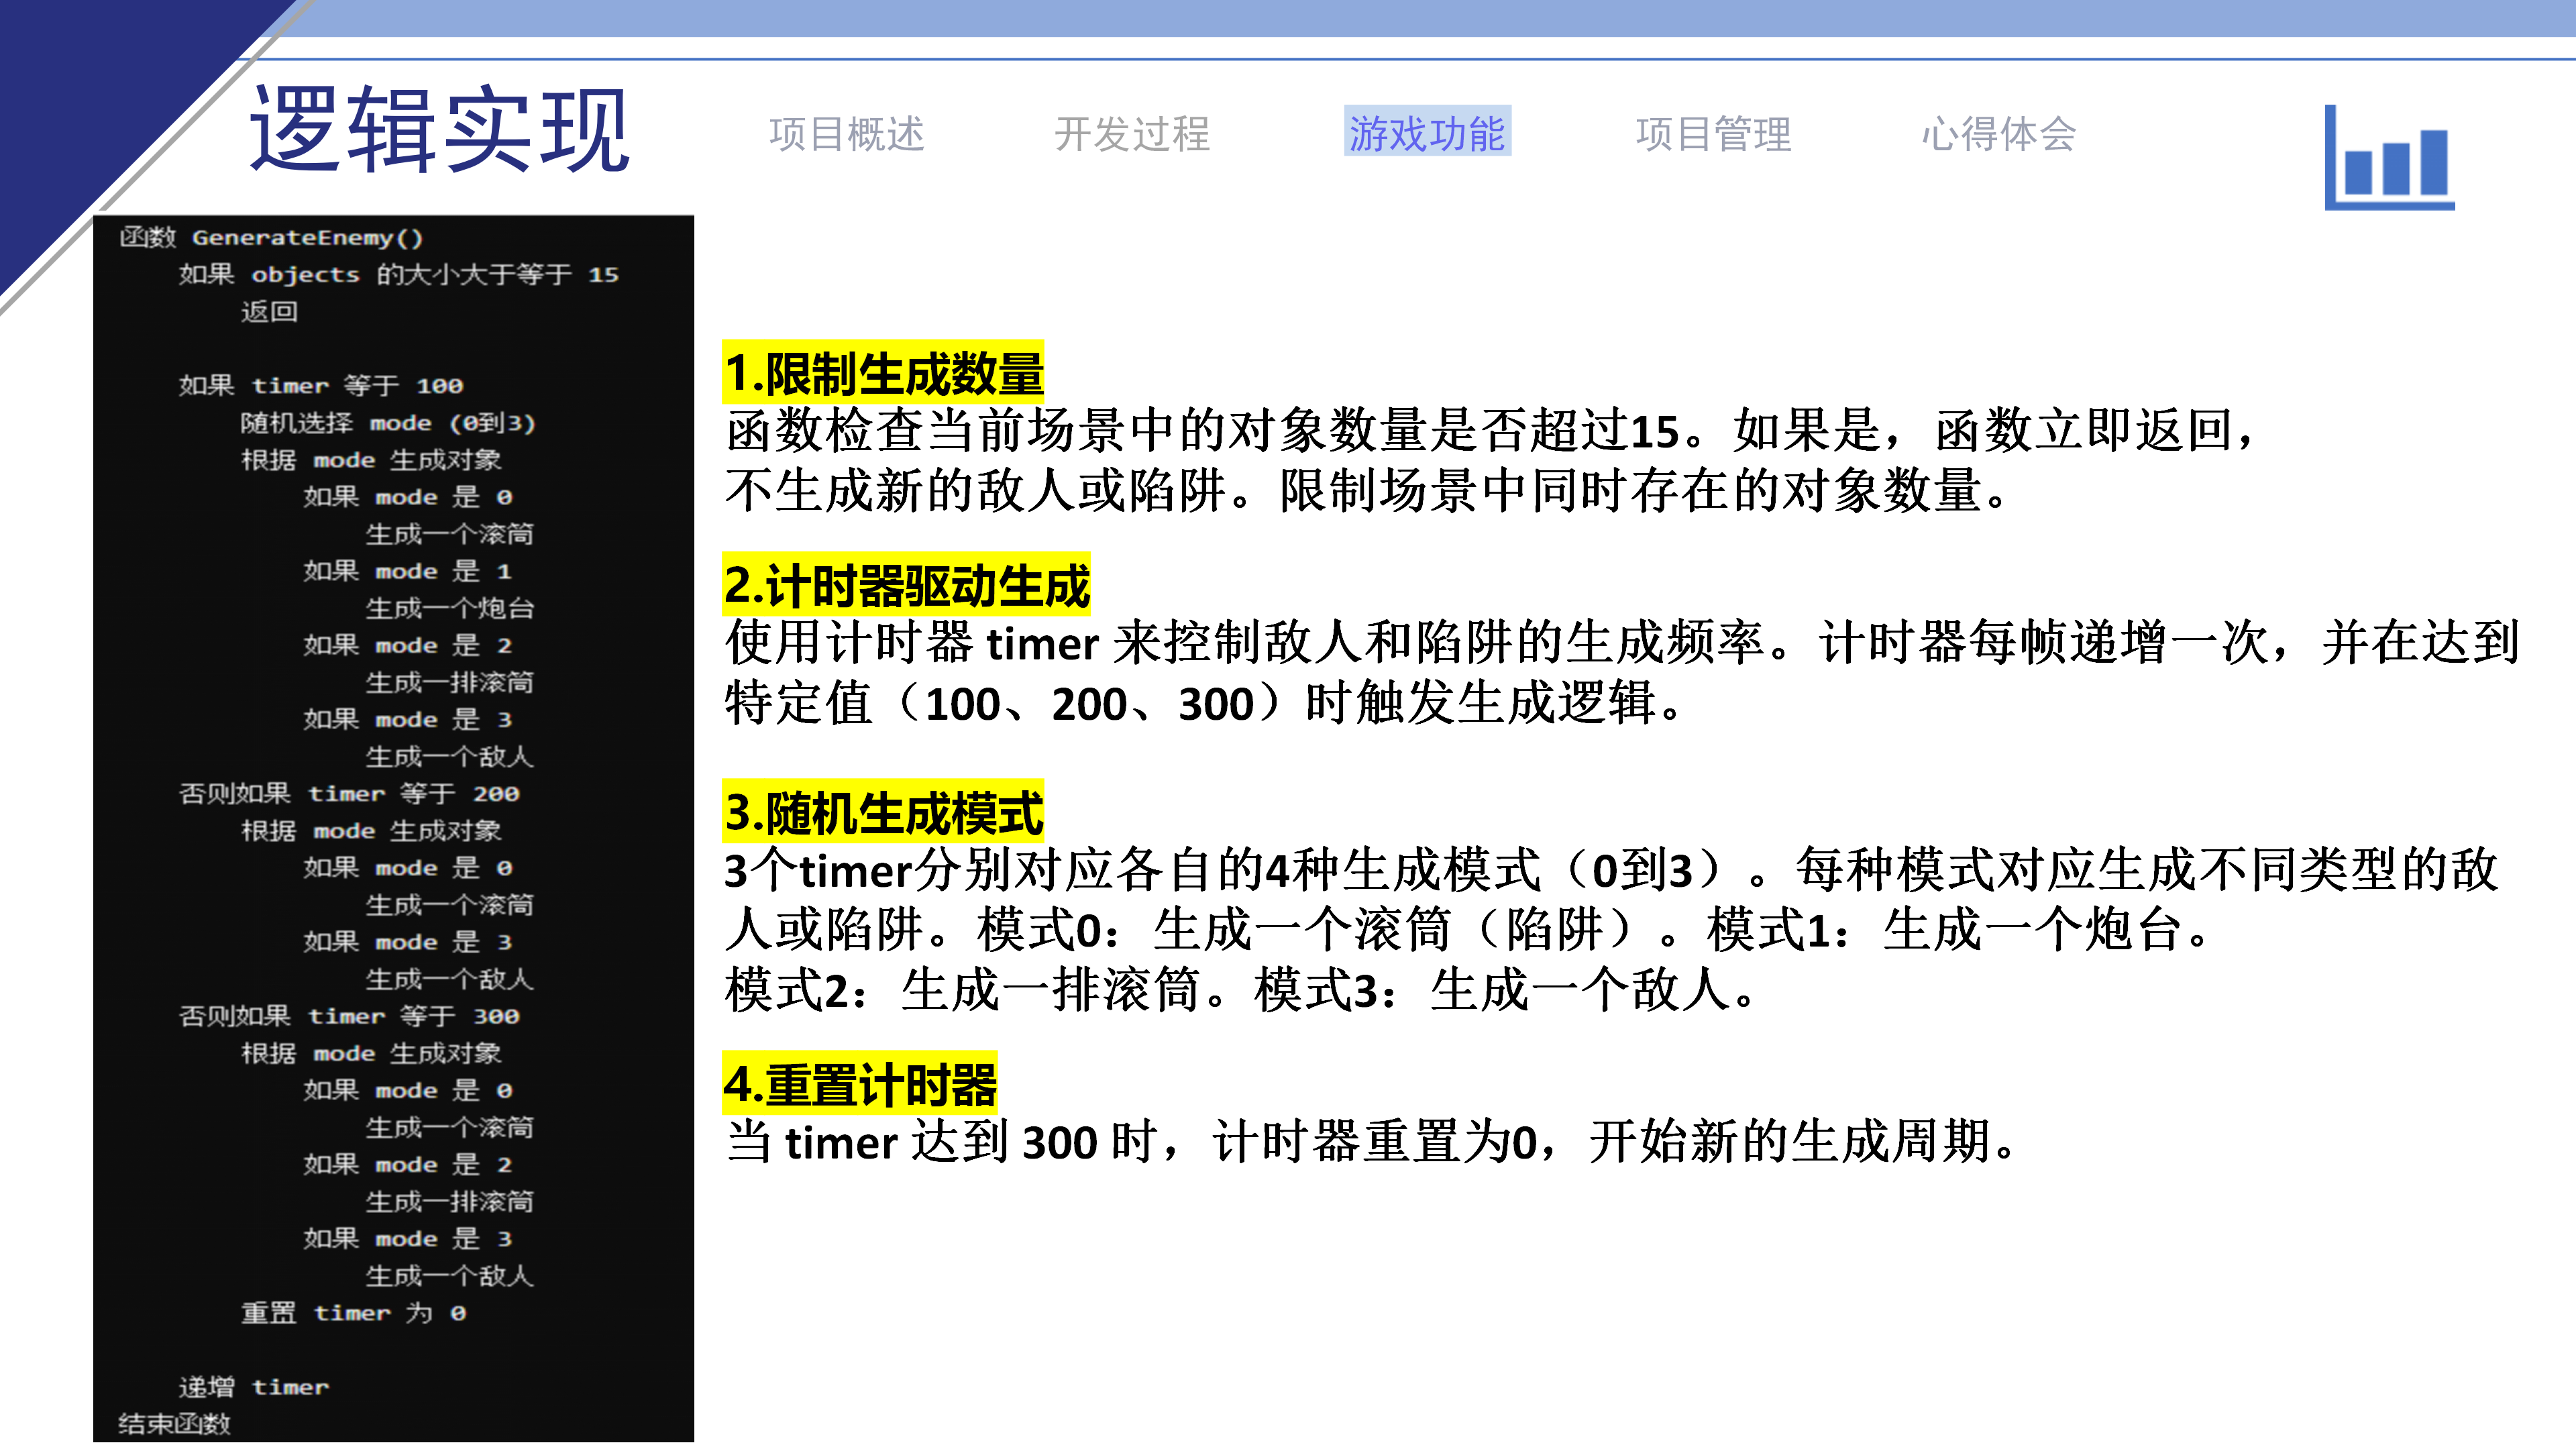 逻辑实现
项目概述
开发过程
游戏功能
项目管理
心得体会
函数 GenerateEnemy()
如果 objects 的大小大于等于 15
返回
如果 timer 等于 100
随机选择 mode (0到3)
根据 mode 生成对象
如果 mode 是 0
生成一个滚筒
如果 mode 是 1
生成一个炮台
如果 mode 是 2
生成一排滚筒
如果 mode 是 3
生成一个敌人
否则如果 timer 等于 200
根据 mode 生成对象
如果 mode 是 0
生成一个滚筒
如果 mode 是 3
生成一个敌人
否则如果 timer 等于 300
根据 mode 生成对象
如果 mode 是 0
生成一个滚筒
如果 mode 是 2
生成一排滚筒
如果 mode 是 3
生成一个敌人
重置 timer 为 0
递增 timer
结束函数
1.限制生成数量
函数检查当前场景中的对象数量是否超过15。如果是，函数立即返回，
不生成新的敌人或陷阱。限制场景中同时存在的对象数量。
2.计时器驱动生成
使用计时器 timer 来控制敌人和陷阱的生成频率。计时器每帧递增一次，并在达到
特定值（100、200、300）时触发生成逻辑。
3.随机生成模式
3个timer分别对应各自的4种生成模式（0到3）。每种模式对应生成不同类型的敌
人或陷阱。模式0：生成一个滚筒（陷阱）。模式1：生成一个炮台。
模式2：生成一排滚筒。模式3：生成一个敌人。
4.重置计时器
当 timer 达到 300 时，计时器重置为0，开始新的生成周期。